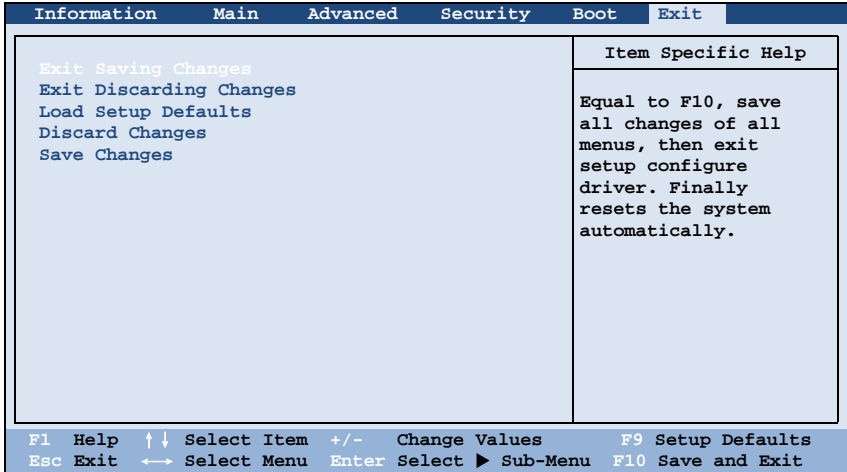 Information Main Advanced Security Boot Exit
Exit Saving Changes
Exit Discarding Changes
Load Setup Defaults
Discard Changes
Save Changes
Item Specific Help
Equal to F10, save
all changes of all
menus, then exit
setup configure
driver. Finally
resets the system
automatically.
F1 Help ↑↓ Select Item +/- Change Values F9 Setup Defaults
Esc Exit ←→ Select Menu Enter Select ▶ Sub-Menu F10 Save and Exit